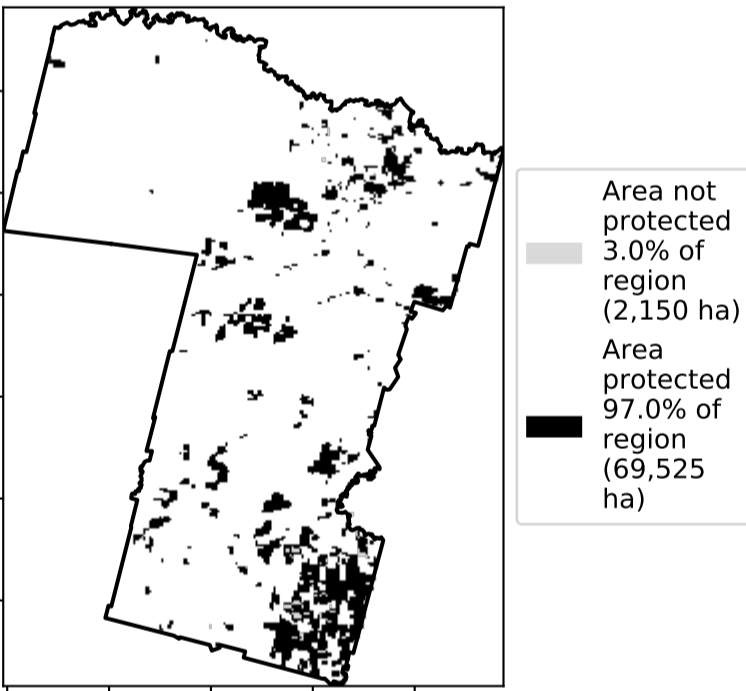 Area not
protected
3.0% of
region
(2,150 ha)
Area
protected
97.0% of
region
(69,525
ha)